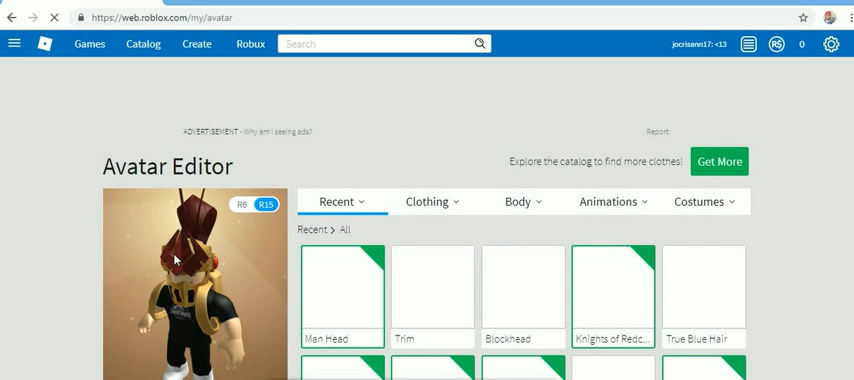 https://web.roblox.com/my/avatar
Games Catalog Create Robux Search jocrisann17: <13 R$ 0
ADVERTISEMENT - Why am I seeing ads? Report
Avatar Editor Explore the catalog to find more clothes! Get More
R6 R15 Recent Clothing Body Animations Costumes
Recent > All
Man Head Trim Blockhead Knights of Redc... True Blue Hair